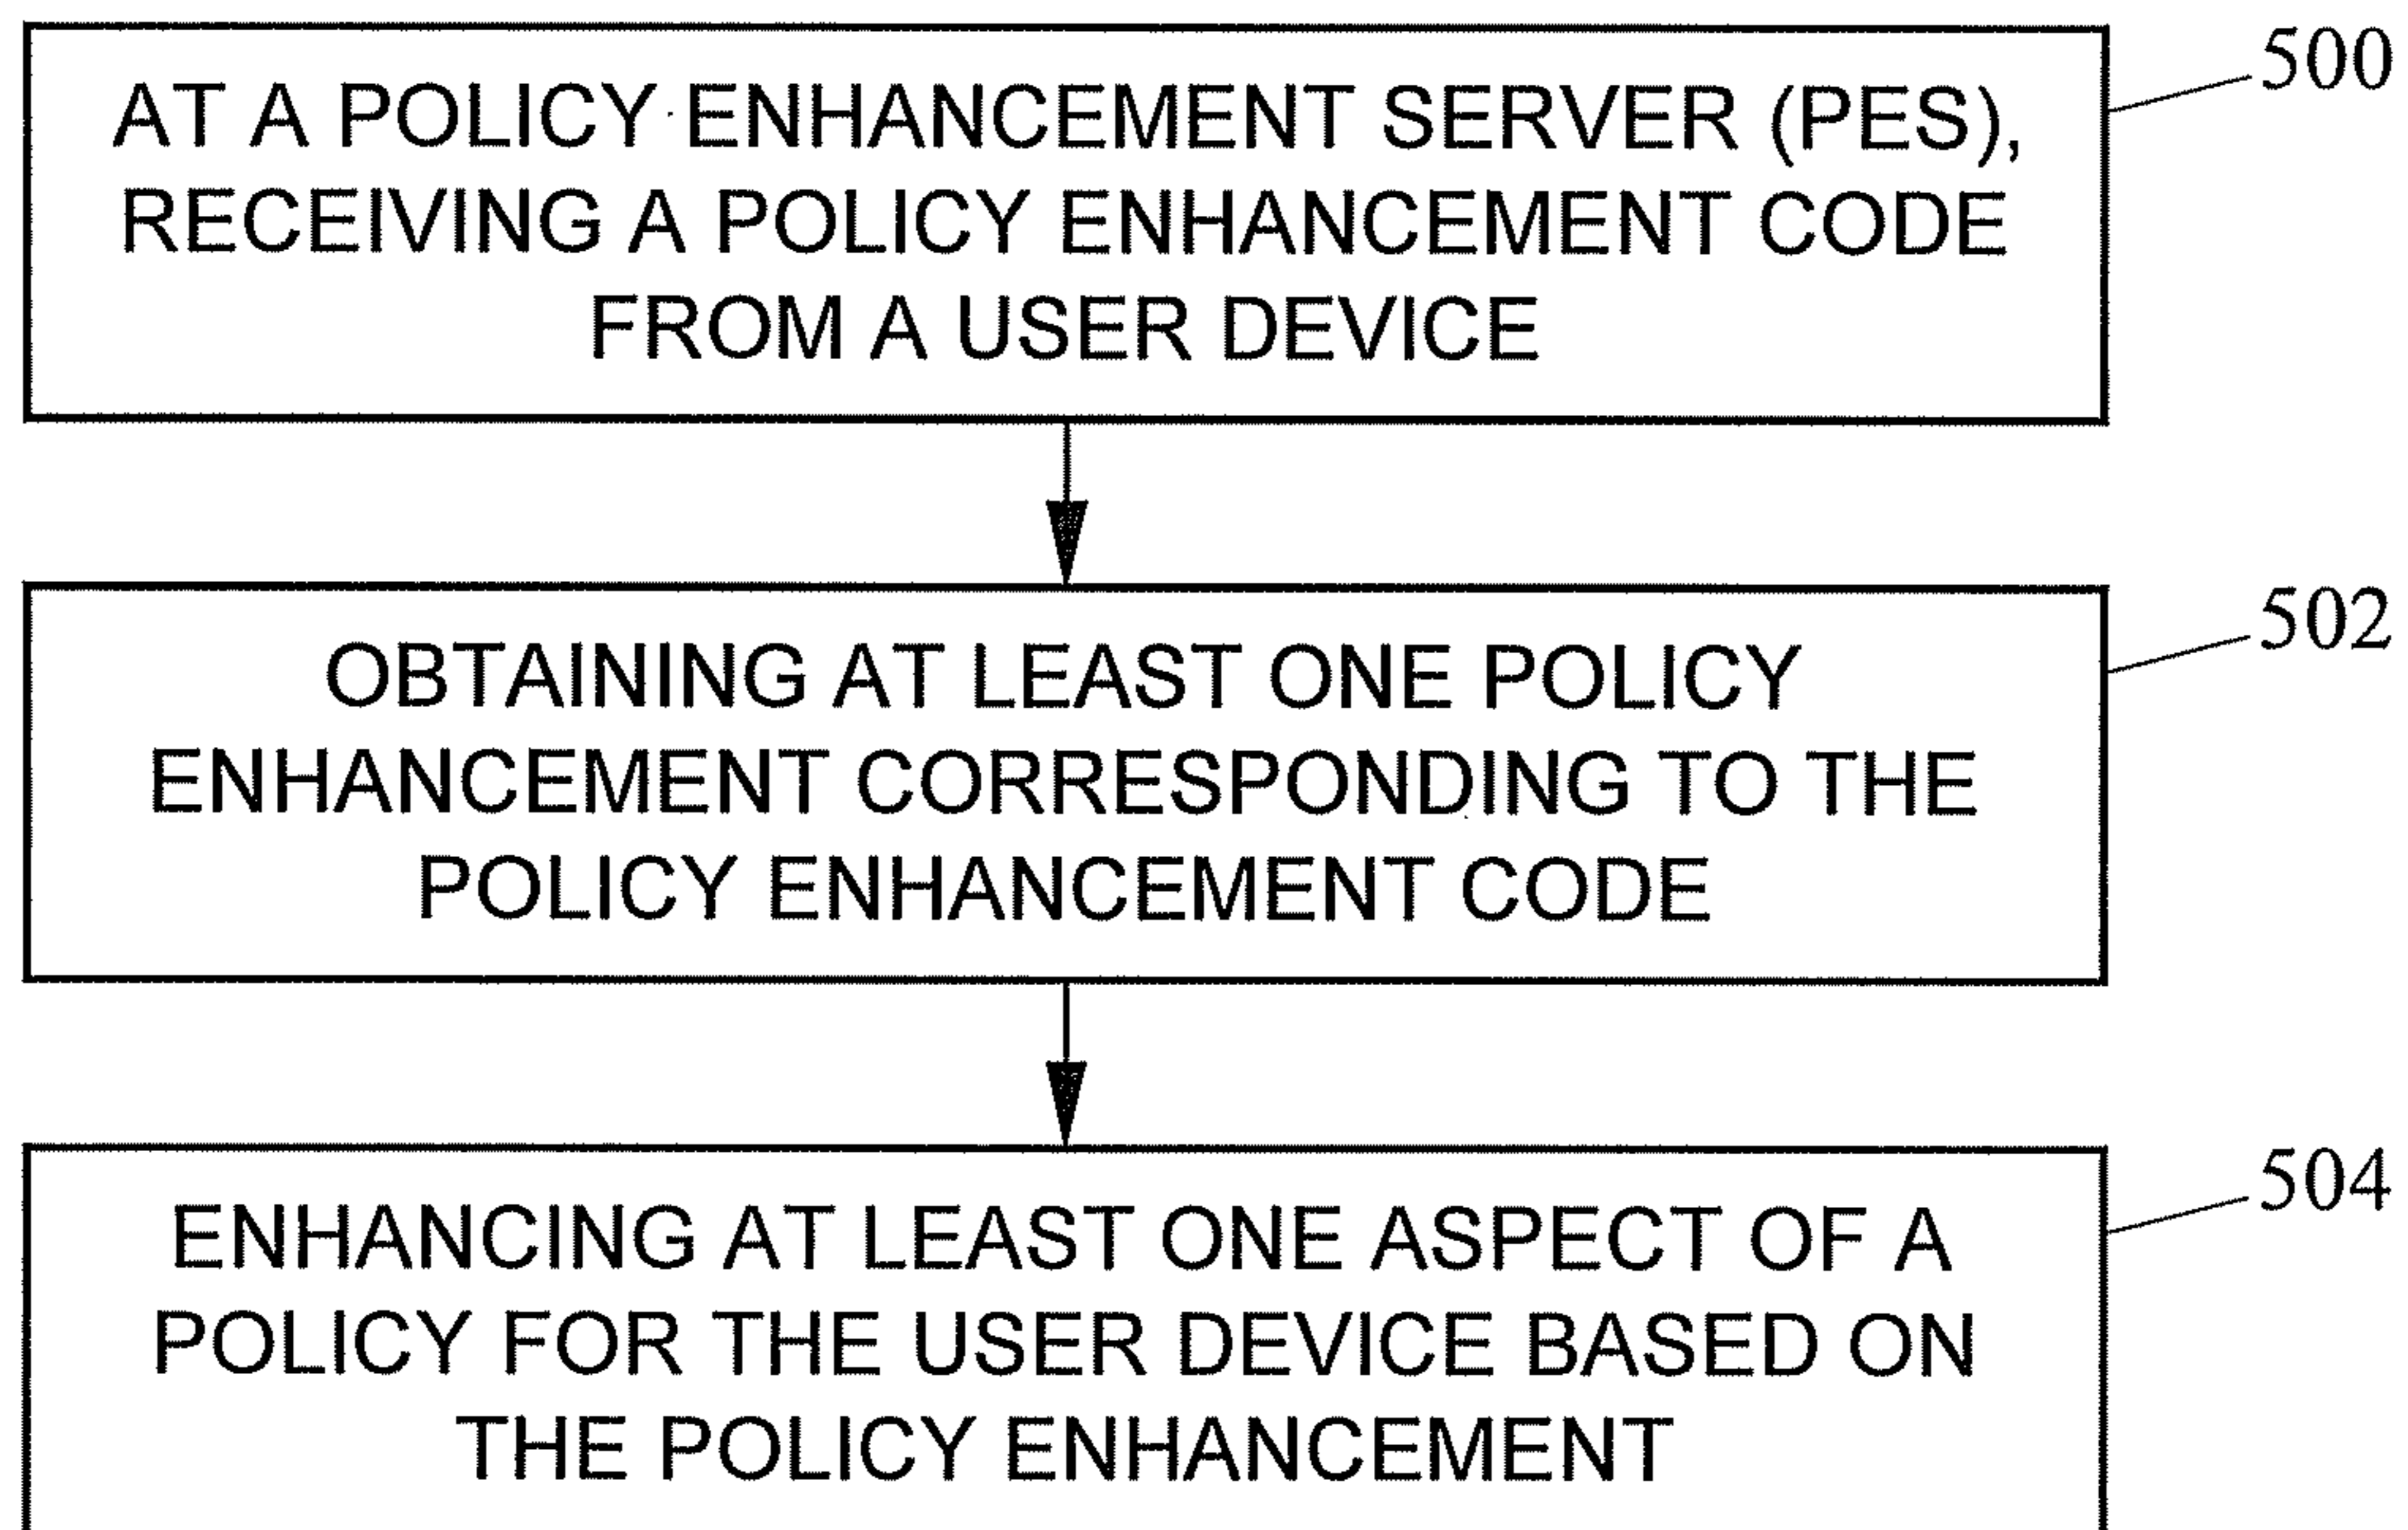 AT A POLICY ENHANCEMENT SERVER (PES),
RECEIVING A POLICY ENHANCEMENT CODE
FROM A USER DEVICE
500
OBTAINING AT LEAST ONE POLICY
ENHANCEMENT CORRESPONDING TO THE
POLICY ENHANCEMENT CODE
502
ENHANCING AT LEAST ONE ASPECT OF A
POLICY FOR THE USER DEVICE BASED ON
THE POLICY ENHANCEMENT
504